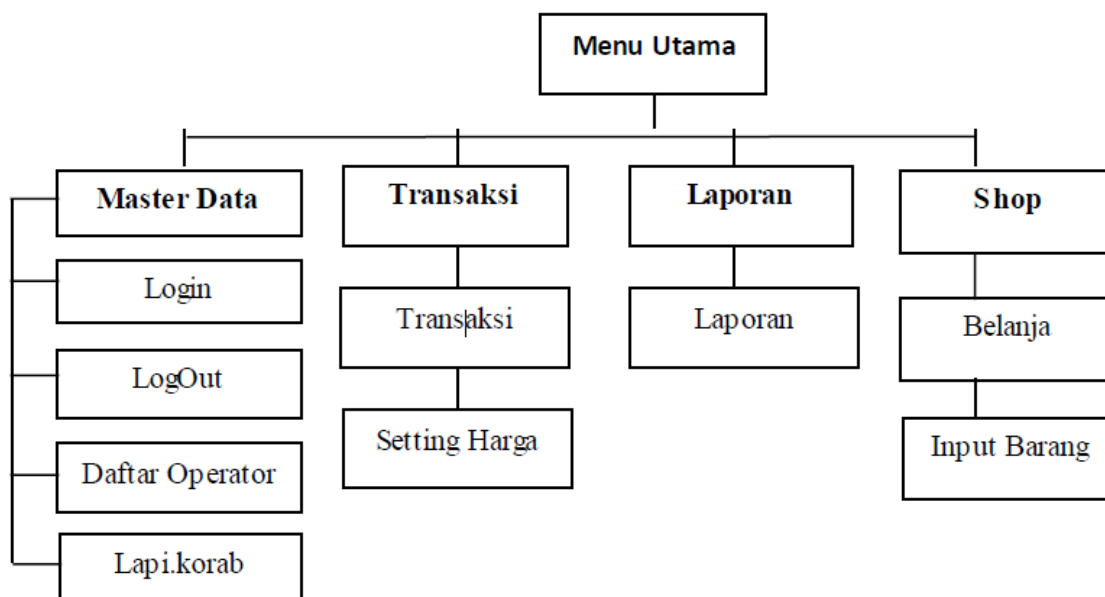 Menu Utama
Master Data
Transaksi
Laporan
Shop
Login
Transaksi
Laporan
Belanja
LogOut
Setting Harga
Input Barang
Daftar Operator
Lapi.korab